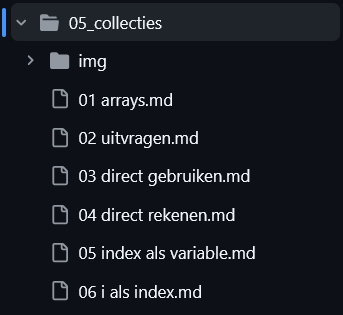 05_collecties
img
01 arrays.md
02 uitvragen.md
03 direct gebruiken.md
04 direct rekenen.md
05 index als variable.md
06 i als index.md